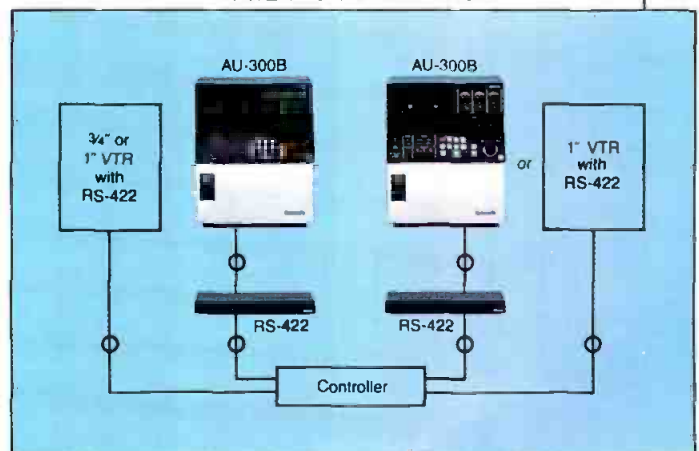 AU-300B
AU-300B
3/4" or
1" VTR
with
RS-422
or
1" VTR
with
RS-422
RS-422
RS-422
Controller